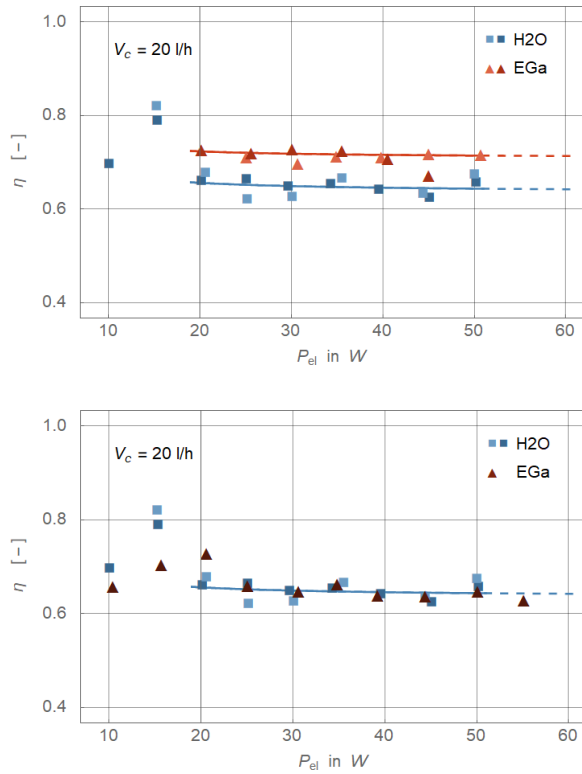 1.0
V_c = 20 l/h
H2O
EGa
0.8
η [-]
0.6
0.4
10 20 30 40 50 60
P_el in W
1.0
V_c = 20 l/h
H2O
EGa
0.8
η [-]
0.6
0.4
10 20 30 40 50 60
P_el in W